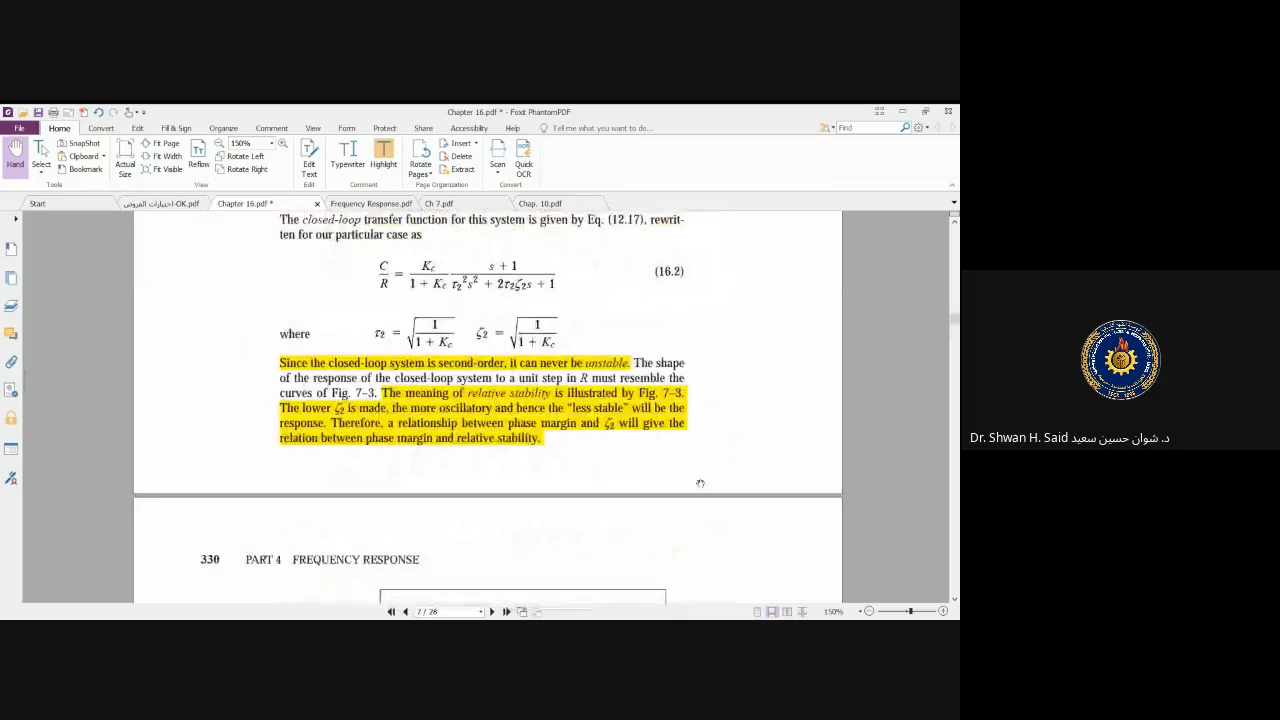 Chapter 16.pdf * - Foxit PhantomPDF
File Home Convert Edit Fill & Sign Organize Comment View Form Protect Share Accessibility Help Tell me what you want to do... Find
SnapShot Fit Page 150% Insert
Clipboard Fit Width Rotate Left Delete
Hand Select Bookmark Actual Size Fit Visible Reflow Rotate Right Edit Text Typewriter Highlight Rotate Pages Extract Scan Quick OCR
Tools View Edit Comment Page Organization Convert
Start اختيارات الفروض-OK.pdf Chapter 16.pdf * Frequency Response.pdf Ch 7.pdf Chap. 10.pdf
The closed-loop transfer function for this system is given by Eq. (12.17), rewrit-
ten for our particular case as
C/R = K_c/(1 + K_c) (s + 1)/(τ₂²s² + 2τ₂ζ₂s + 1) (16.2)
where τ₂ = √(1/(1 + K_c)) ζ₂ = √(1/(1 + K_c))
Since the closed-loop system is second-order, it can never be unstable. The shape
of the response of the closed-loop system to a unit step in R must resemble the
curves of Fig. 7-3. The meaning of relative stability is illustrated by Fig. 7-3.
The lower ζ₂ is made, the more oscillatory and hence the “less stable” will be the
response. Therefore, a relationship between phase margin and ζ₂ will give the
relation between phase margin and relative stability.
330 PART 4 FREQUENCY RESPONSE
7 / 28 150%
Dr. Shwan H. Said د. شوان حسين سعيد